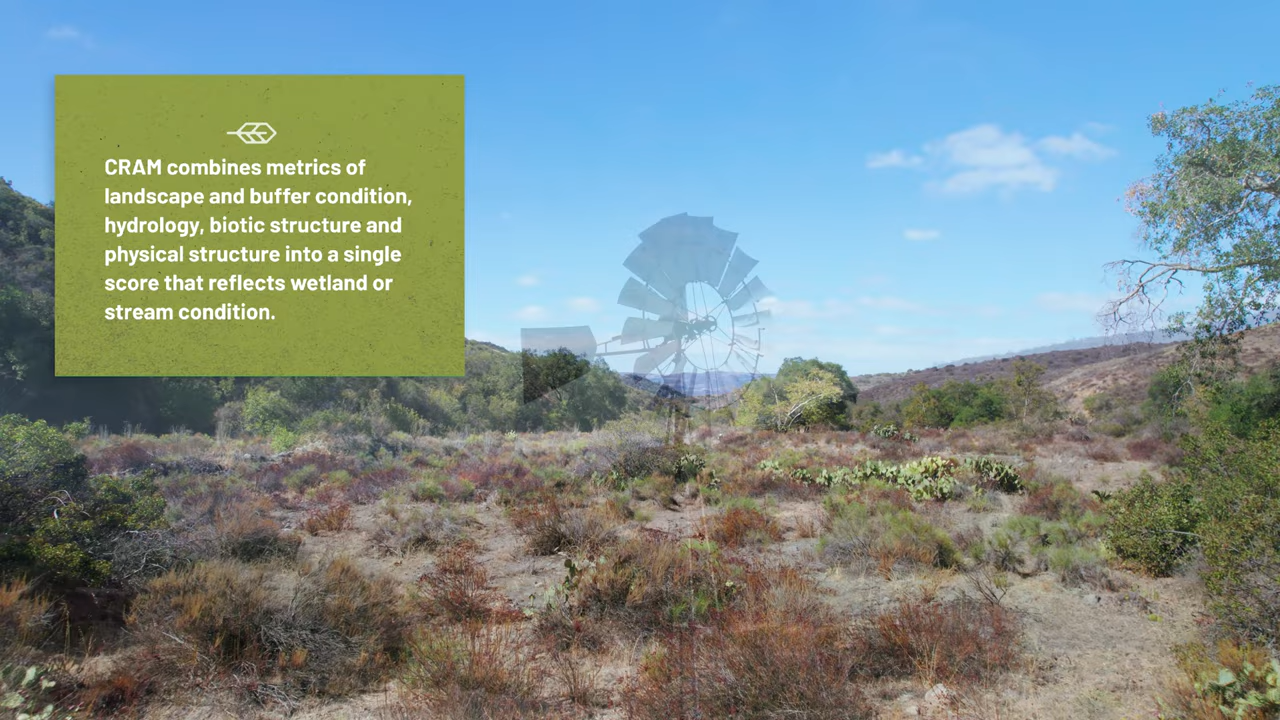 CRAM combines metrics of
landscape and buffer condition,
hydrology, biotic structure and
physical structure into a single
score that reflects wetland or
stream condition.